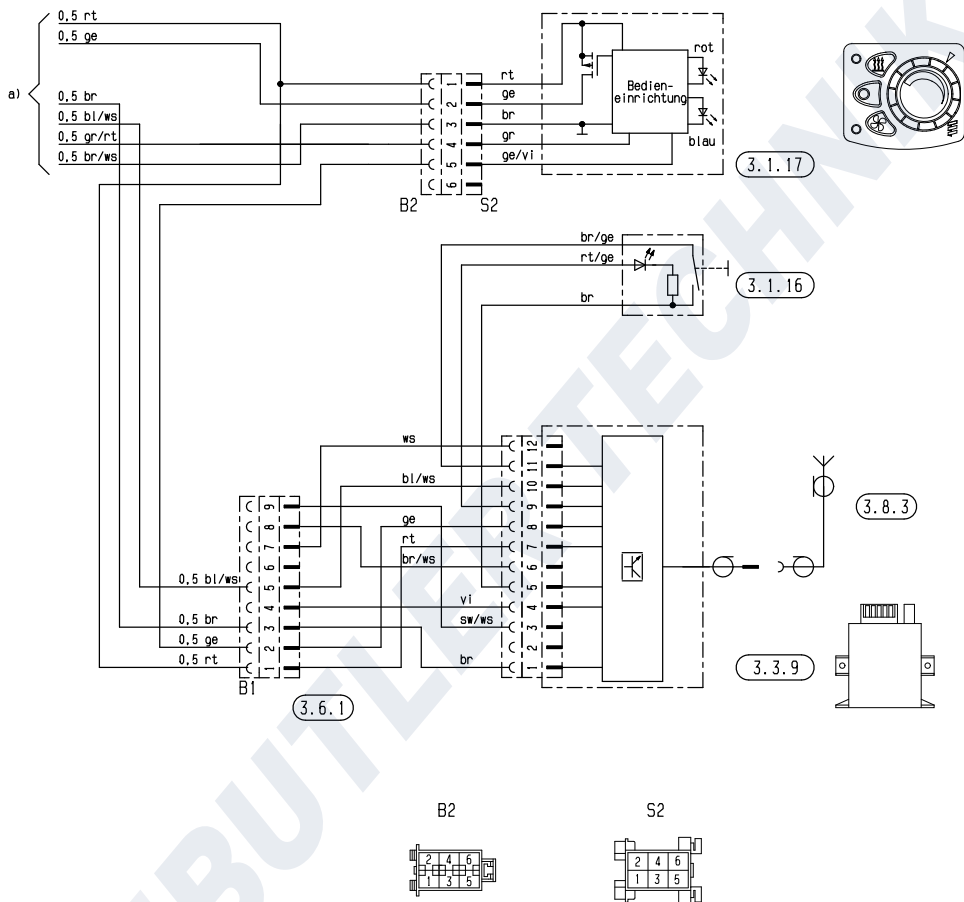 0,5 rt
0,5 ge
a)
0,5 br
0,5 bl/ws
0,5 gr/rt
0,5 br/ws
1
2
3
4
5
6
B2
S2
rt
ge
br
gr
ge/vi
Bedien-
einrichtung
rot
blau
3.1.17
br/ge
rt/ge
br
3.1.16
ws
bl/ws
ge
rt
br/ws
vi
sw/ws
br
12
11
10
9
8
7
6
5
4
3
2
1
3.8.3
3.3.9
9
8
7
6
5
4
3
2
1
0,5 bl/ws
0,5 br
0,5 ge
0,5 rt
B1
3.6.1
B2
2 4 6
1 3 5
S2
2 4 6
1 3 5
BUTLER TECHNIK